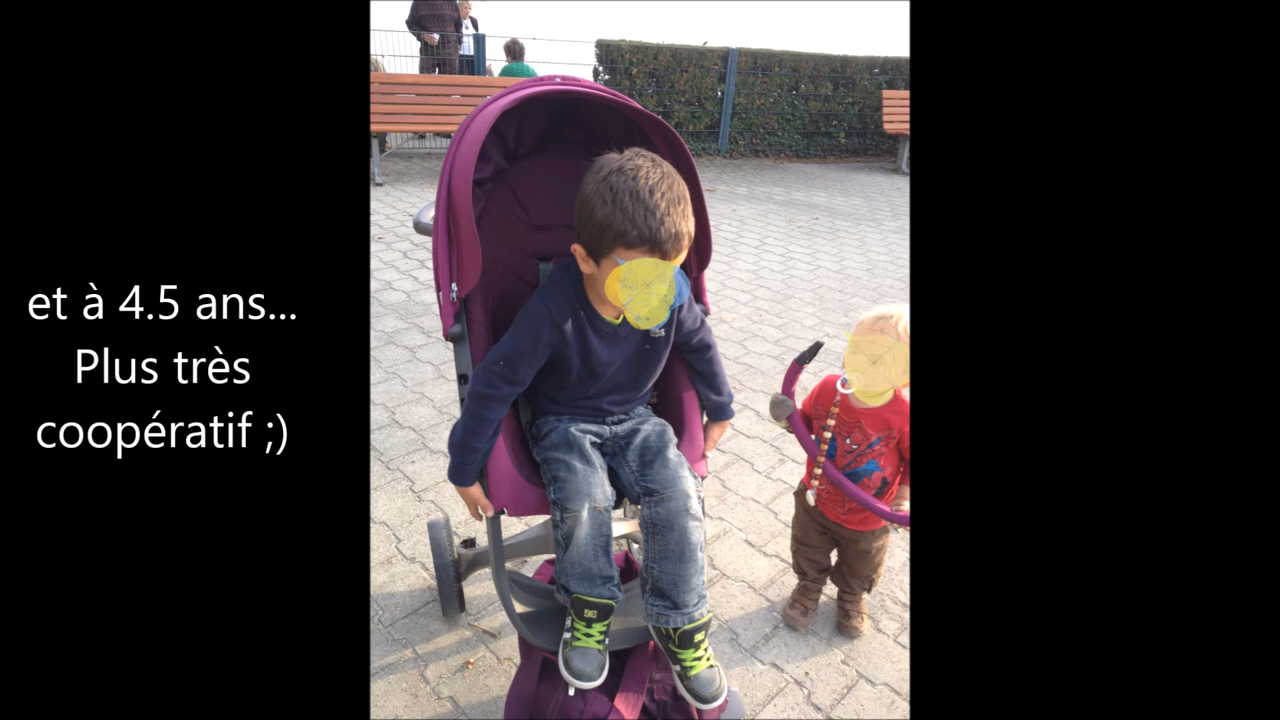 et à 4.5 ans...
Plus très
coopératif ;)